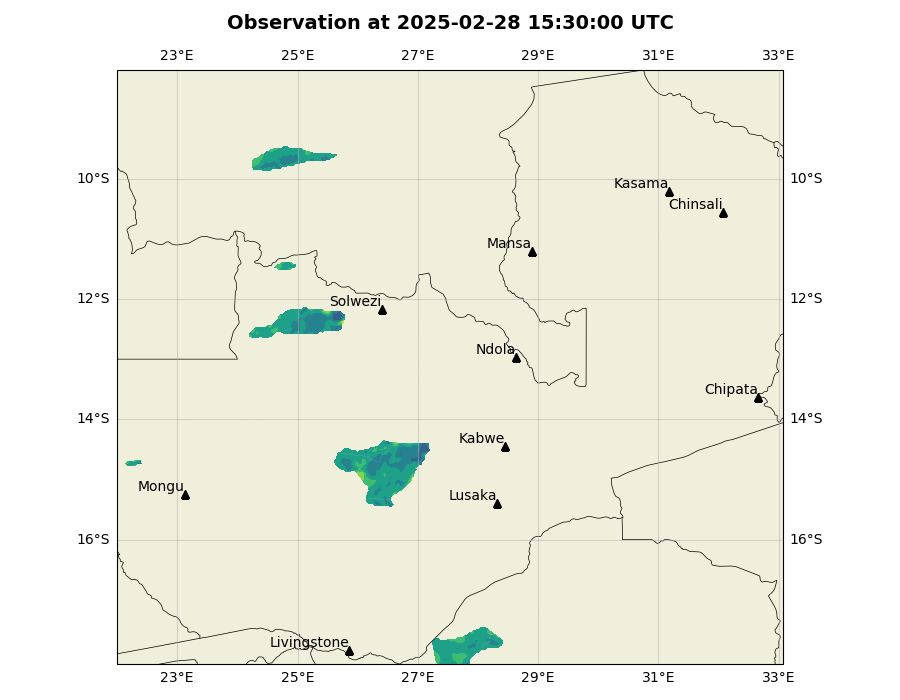 Observation at 2025-02-28 15:30:00 UTC
23°E 25°E 27°E 29°E 31°E 33°E
10°S 10°S
Kasama
Chinsali
Mansa
12°S 12°S
Solwezi
Ndola
Chipata
14°S 14°S
Kabwe
Mongu
Lusaka
16°S 16°S
Livingstone
23°E 25°E 27°E 29°E 31°E 33°E